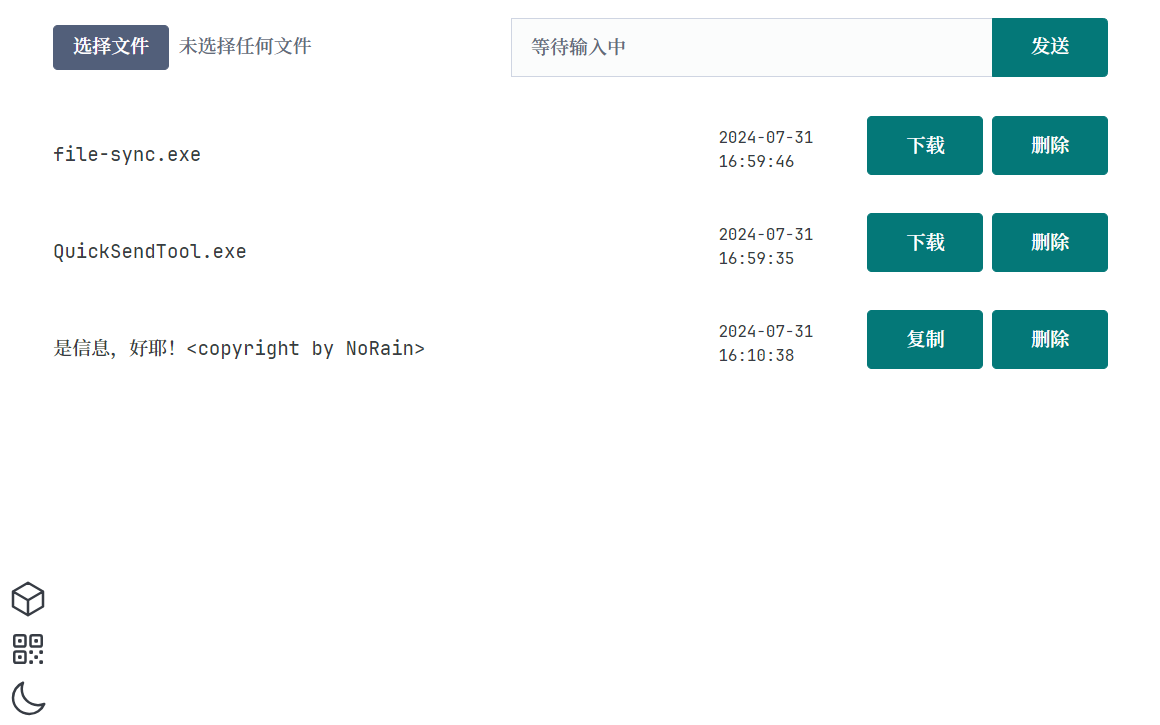 选择文件 未选择任何文件 等待输入中 发送
file-sync.exe 2024-07-31 16:59:46 下载 删除
QuickSendTool.exe 2024-07-31 16:59:35 下载 删除
是信息，好耶！<copyright by NoRain> 2024-07-31 16:10:38 复制 删除